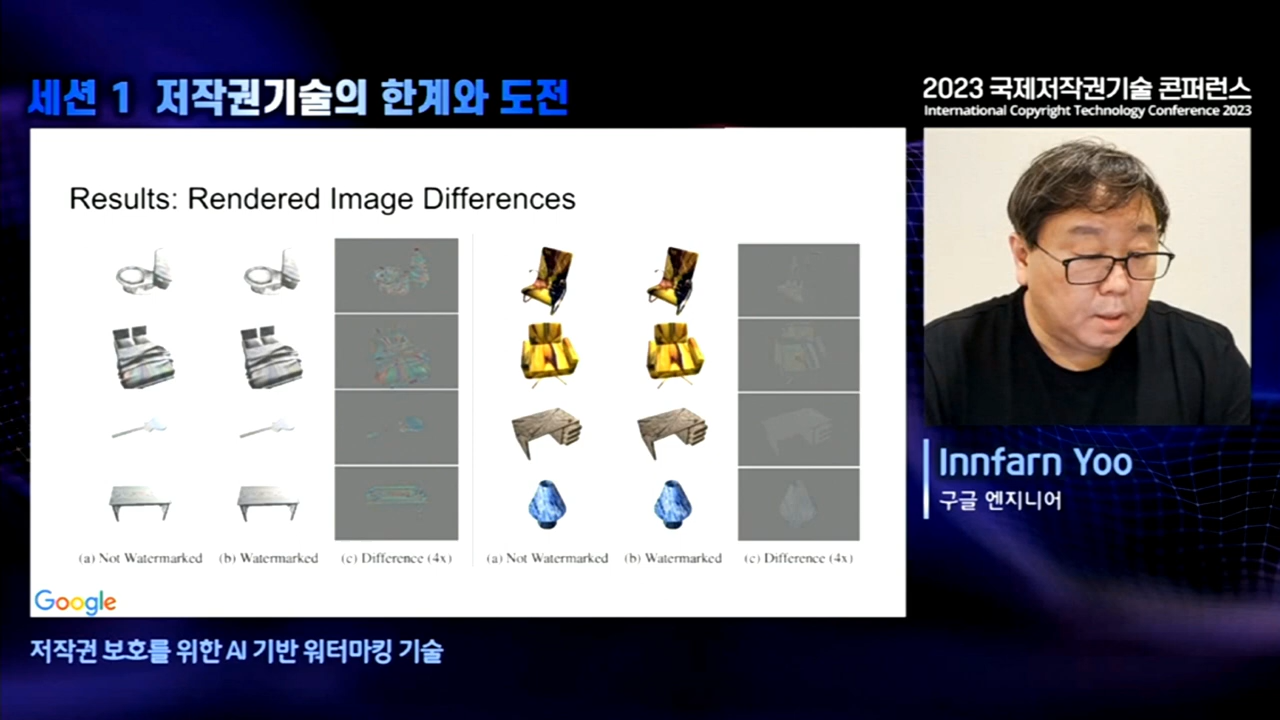 세션 1 저작권기술의 한계와 도전
2023 국제저작권기술 콘퍼런스
International Copyright Technology Conference 2023
Results: Rendered Image Differences
(a) Not Watermarked (b) Watermarked (c) Difference (4x) (a) Not Watermarked (b) Watermarked (c) Difference (4x)
Google
Innfarn Yoo
구글 엔지니어
저작권 보호를 위한 AI 기반 워터마킹 기술